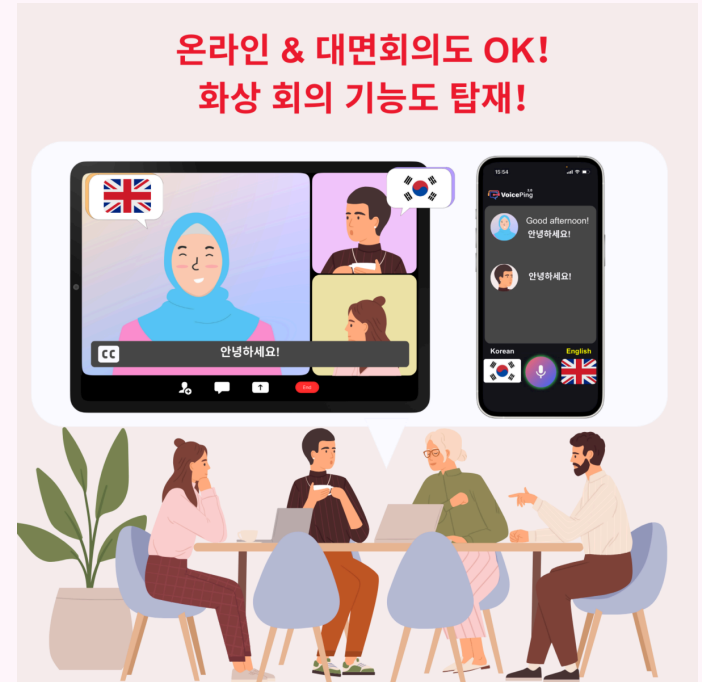 온라인 & 대면회의도 OK!
화상 회의 기능도 탑재!
CC
안녕하세요!
15:54
VoicePing
Good afternoon!
안녕하세요!
안녕하세요!
Korean
English